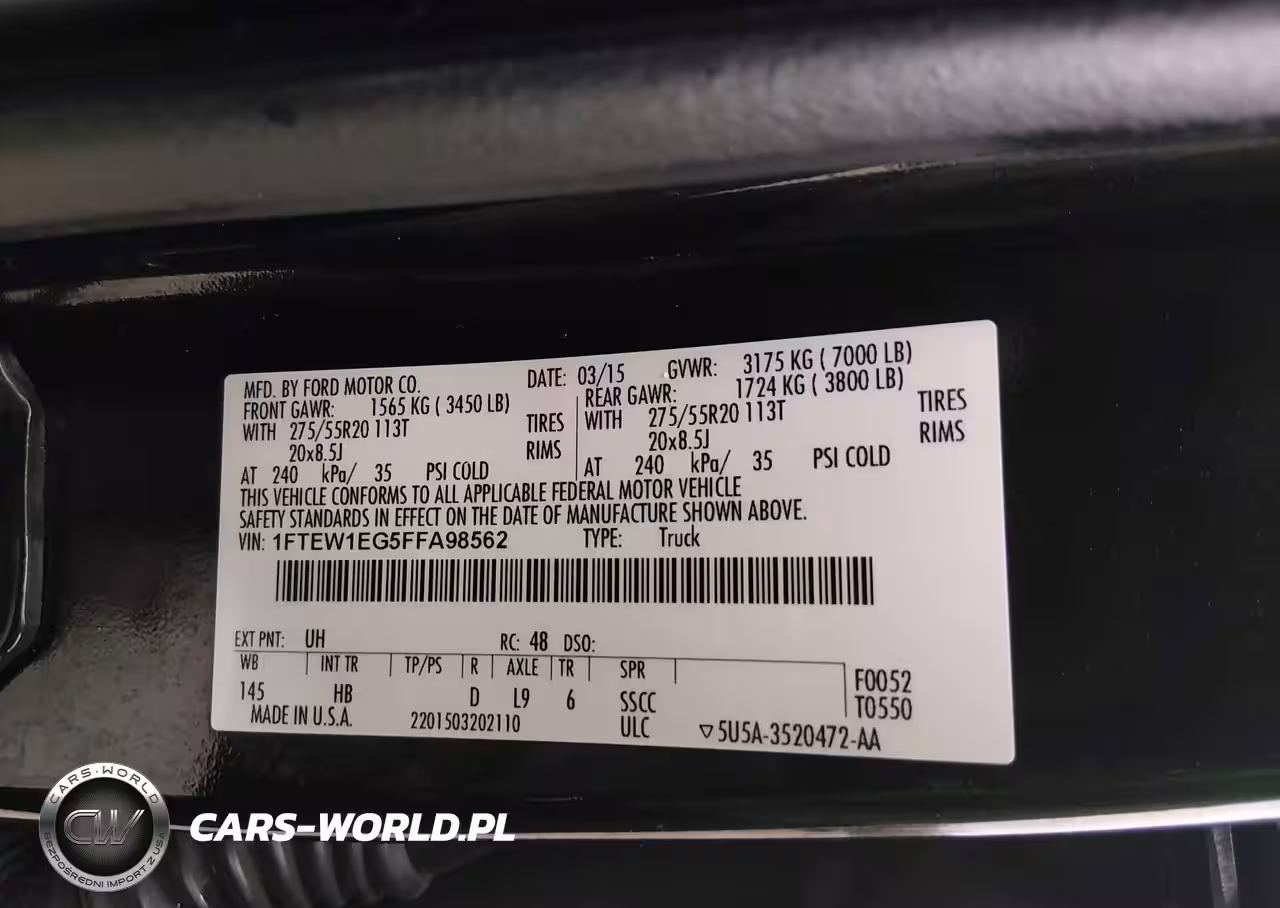 MFD. BY FORD MOTOR CO. DATE: 03/15 GVWR: 3175 KG ( 7000 LB)
FRONT GAWR: 1565 KG ( 3450 LB) REAR GAWR: 1724 KG ( 3800 LB)
WITH 275/55R20 113T TIRES WITH 275/55R20 113T TIRES
20x8.5J RIMS 20x8.5J RIMS
AT 240 kPa/ 35 PSI COLD AT 240 kPa/ 35 PSI COLD
THIS VEHICLE CONFORMS TO ALL APPLICABLE FEDERAL MOTOR VEHICLE
SAFETY STANDARDS IN EFFECT ON THE DATE OF MANUFACTURE SHOWN ABOVE.
VIN: 1FTEW1EG5FFA98562 TYPE: Truck
EXT PNT: UH RC: 48 DSO:
WB INT TR TP/PS R AXLE TR SPR F0052
145 HB D L9 6 SSCC T0550
MADE IN U.S.A. 2201503202110 ULC ▽5U5A-3520472-AA
CARS-WORLD
CW
BEZPOŚREDNI IMPORT Z USA
CARS-WORLD.PL